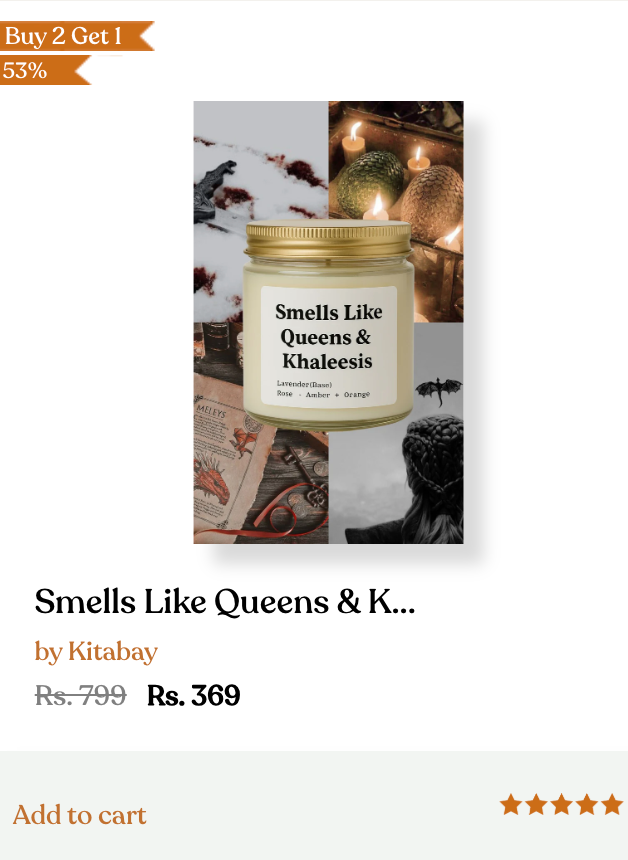 Buy 2 Get 1
53%
Smells Like
Queens &
Khaleesis
Lavender(Base)
Rose - Amber + Orange
MELEYS
Smells Like Queens & K...
by Kitabay
Rs. 799 Rs. 369
Add to cart